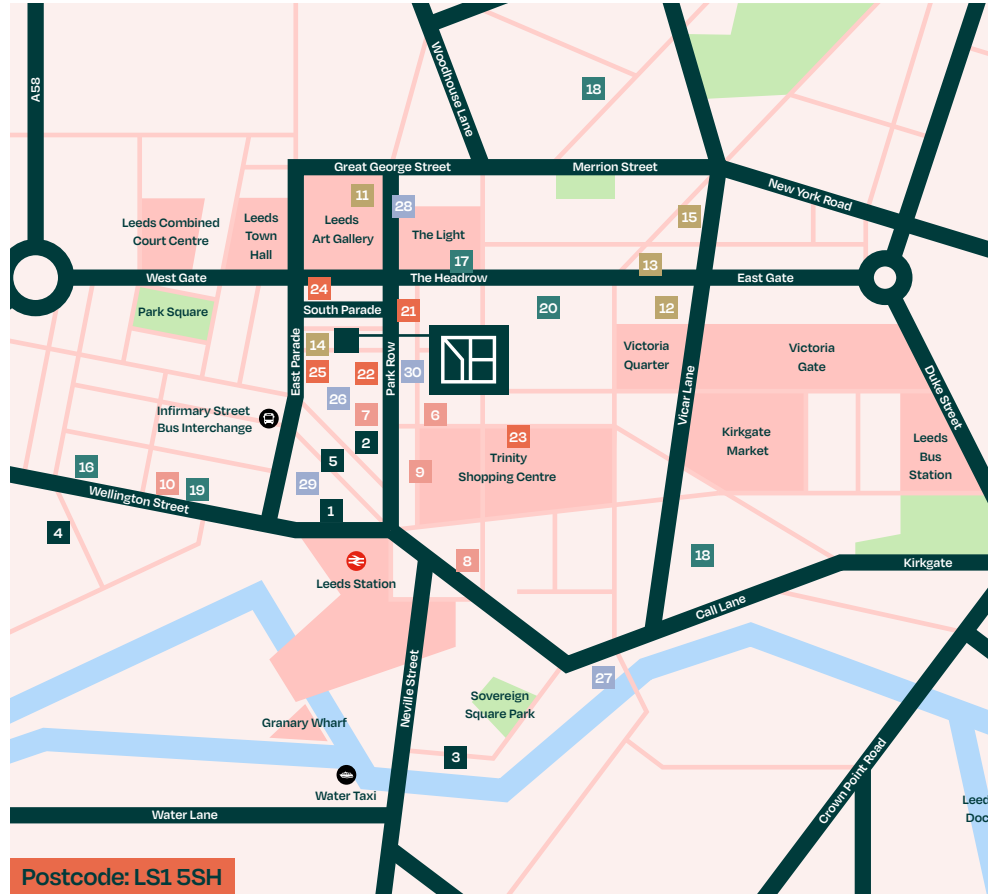 A58
Woodhouse Lane
18
Great George Street
Merrion Street
New York Road
11
28
15
Leeds Combined
Court Centre
Leeds
Town
Hall
Leeds
Art Gallery
The Light
17
13
West Gate
The Headrow
East Gate
24
Park Square
South Parade
21
20
12
14
East Parade
Park Row
Victoria
Quarter
Victoria
Gate
25
22
30
Vicar Lane
Duke Street
26
Infirmary Street
Bus Interchange
7
6
2
23
Trinity
Shopping Centre
Kirkgate
Market
Leeds
Bus
Station
5
16
10
19
29
9
Wellington Street
1
4
8
18
Leeds Station
Kirkgate
Call Lane
Neville Street
27
Sovereign
Square Park
Granary Wharf
3
Water Taxi
Crown Point Road
Water Lane
Leed
Doc
Postcode: LS1 5SH